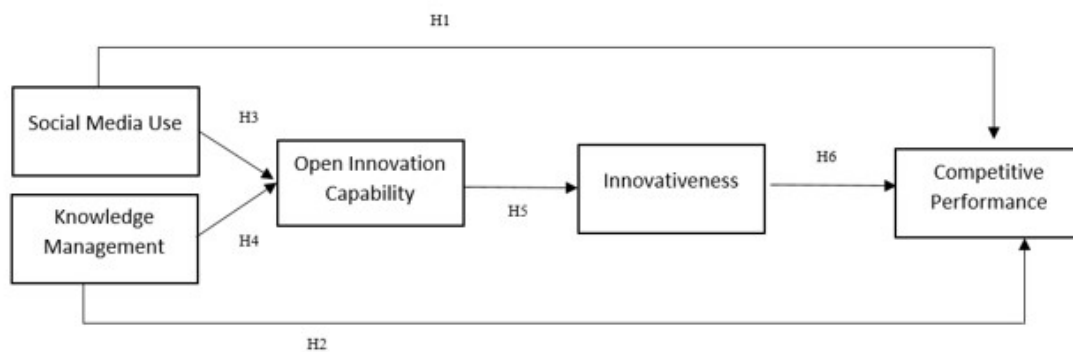 H1
Social Media Use
H3
Open Innovation
Capability
Innovativeness
H6
Competitive
Performance
Knowledge
Management
H4
H5
H2